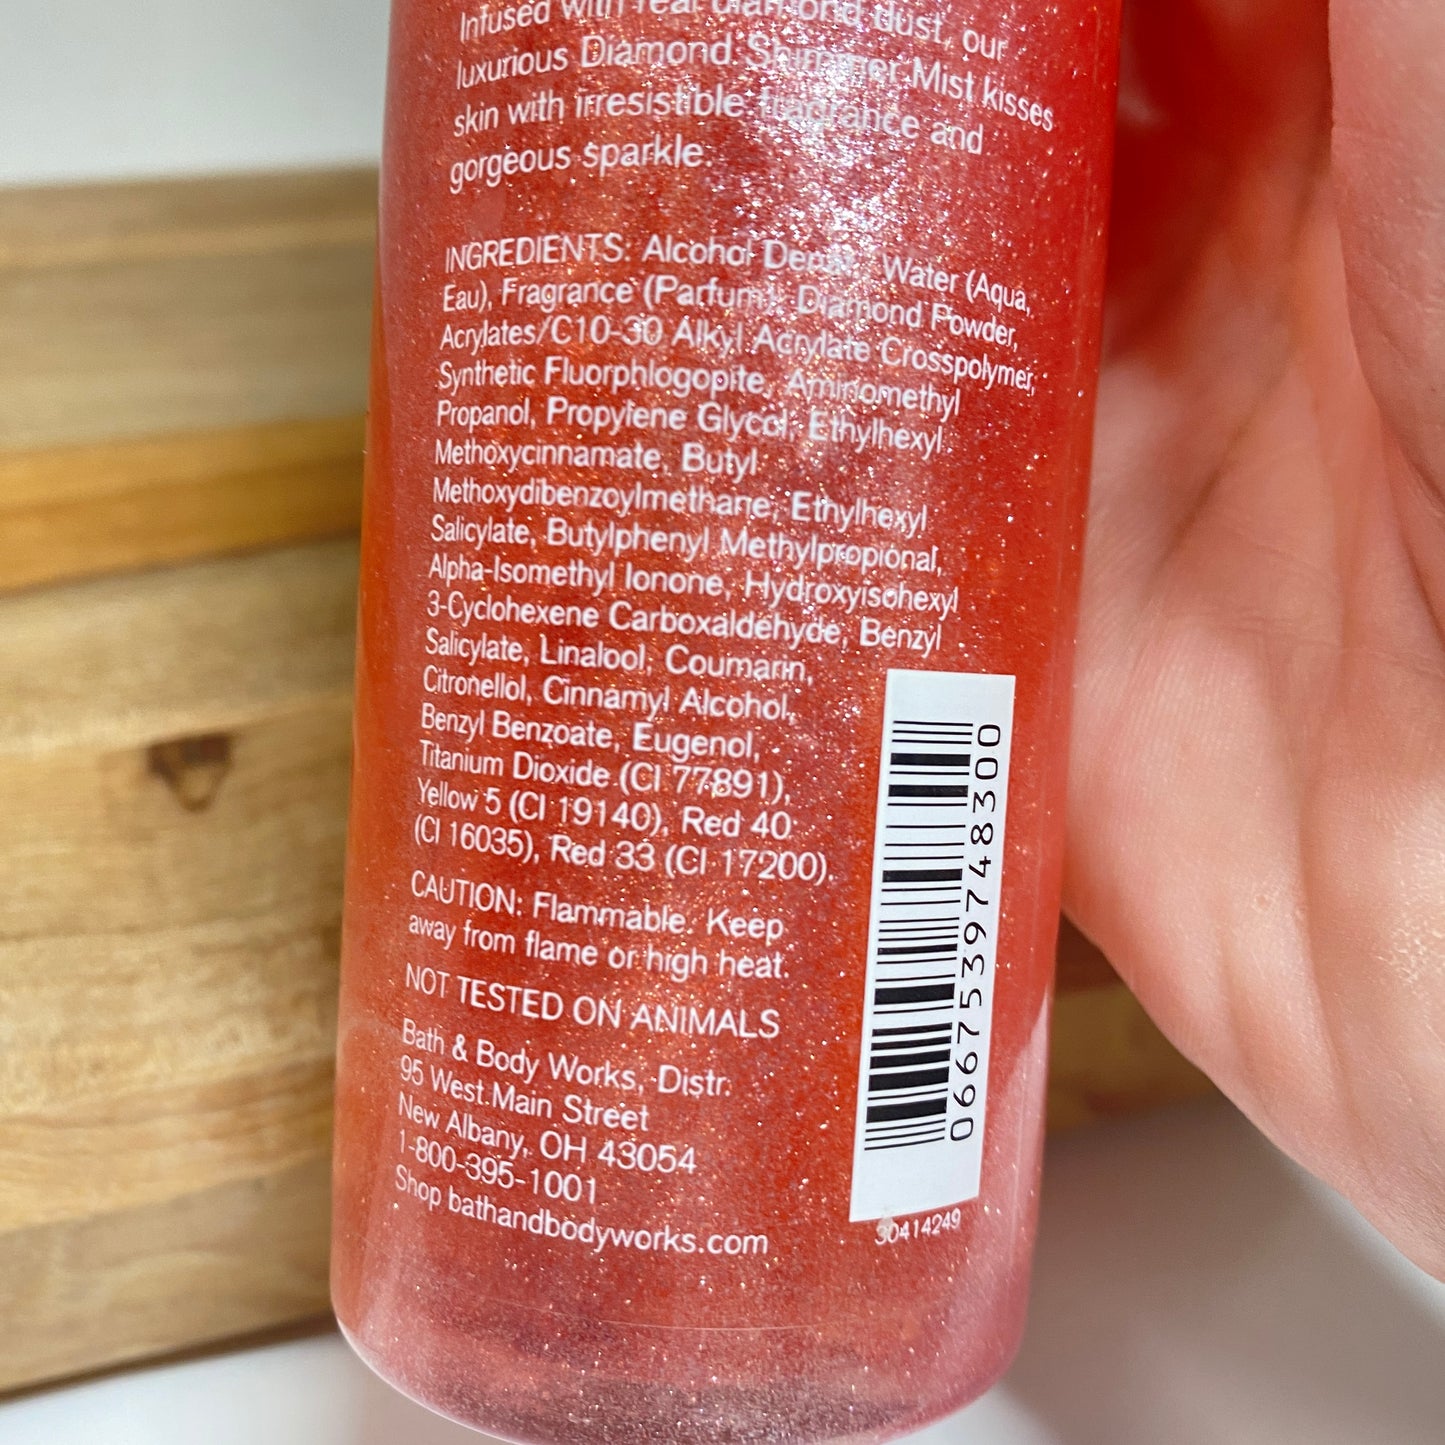 Infused with real diamond dust, our
luxurious Diamond Shimmer Mist kisses
skin with irresistible fragrance and
gorgeous sparkle.
INGREDIENTS: Alcohol Denat., Water (Aqua,
Eau), Fragrance (Parfum), Diamond Powder,
Acrylates/C10-30 Alkyl Acrylate Crosspolymer,
Synthetic Fluorphlogopite, Aminomethyl
Propanol, Propylene Glycol, Ethylhexyl
Methoxycinnamate, Butyl
Methoxydibenzoylmethane, Ethylhexyl
Salicylate, Butylphenyl Methylpropional,
Alpha-Isomethyl Ionone, Hydroxyisohexyl
3-Cyclohexene Carboxaldehyde, Benzyl
Salicylate, Linalool, Coumarin,
Citronellol, Cinnamyl Alcohol,
Benzyl Benzoate, Eugenol,
Titanium Dioxide (CI 77891),
Yellow 5 (CI 19140), Red 40
(CI 16035), Red 33 (CI 17200).
CAUTION: Flammable. Keep
away from flame or high heat.
NOT TESTED ON ANIMALS
Bath & Body Works, Distr.
95 West Main Street
New Albany, OH 43054
1-800-395-1001
Shop bathandbodyworks.com
0667539748300
30414249